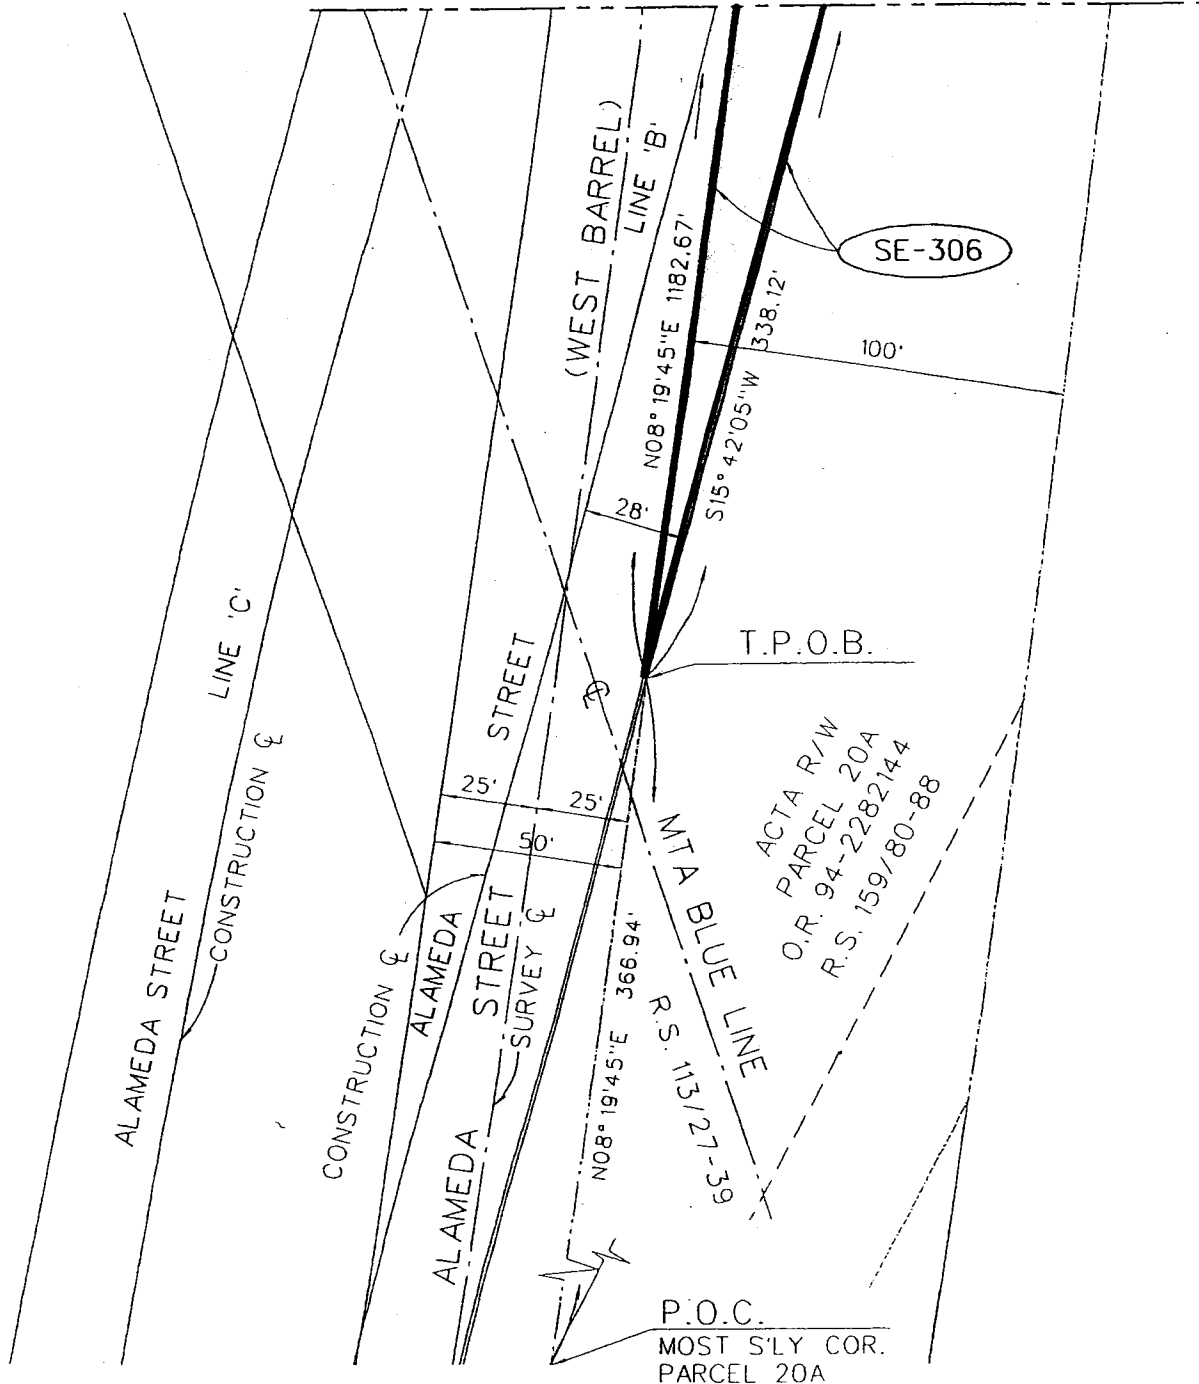 (WEST BARREL)
LINE 'B'
N08°19'45"E 1182.67'
SE-306
S15°42'05"W 338.12'
100'
28'
T.P.O.B.
LINE 'C'
CONSTRUCTION ℄
ALAMEDA STREET
℄
25'
25'
50'
CONSTRUCTION ℄
ALAMEDA
STREET
ALAMEDA
STREET
SURVEY ℄
N08°19'45"E 366.94'
MTA BLUE LINE
R.S. 113/27-39
ACTA R/W
PARCEL 20A
O.R. 94-2282144
R.S. 159/80-88
P.O.C.
MOST S'LY COR.
PARCEL 20A